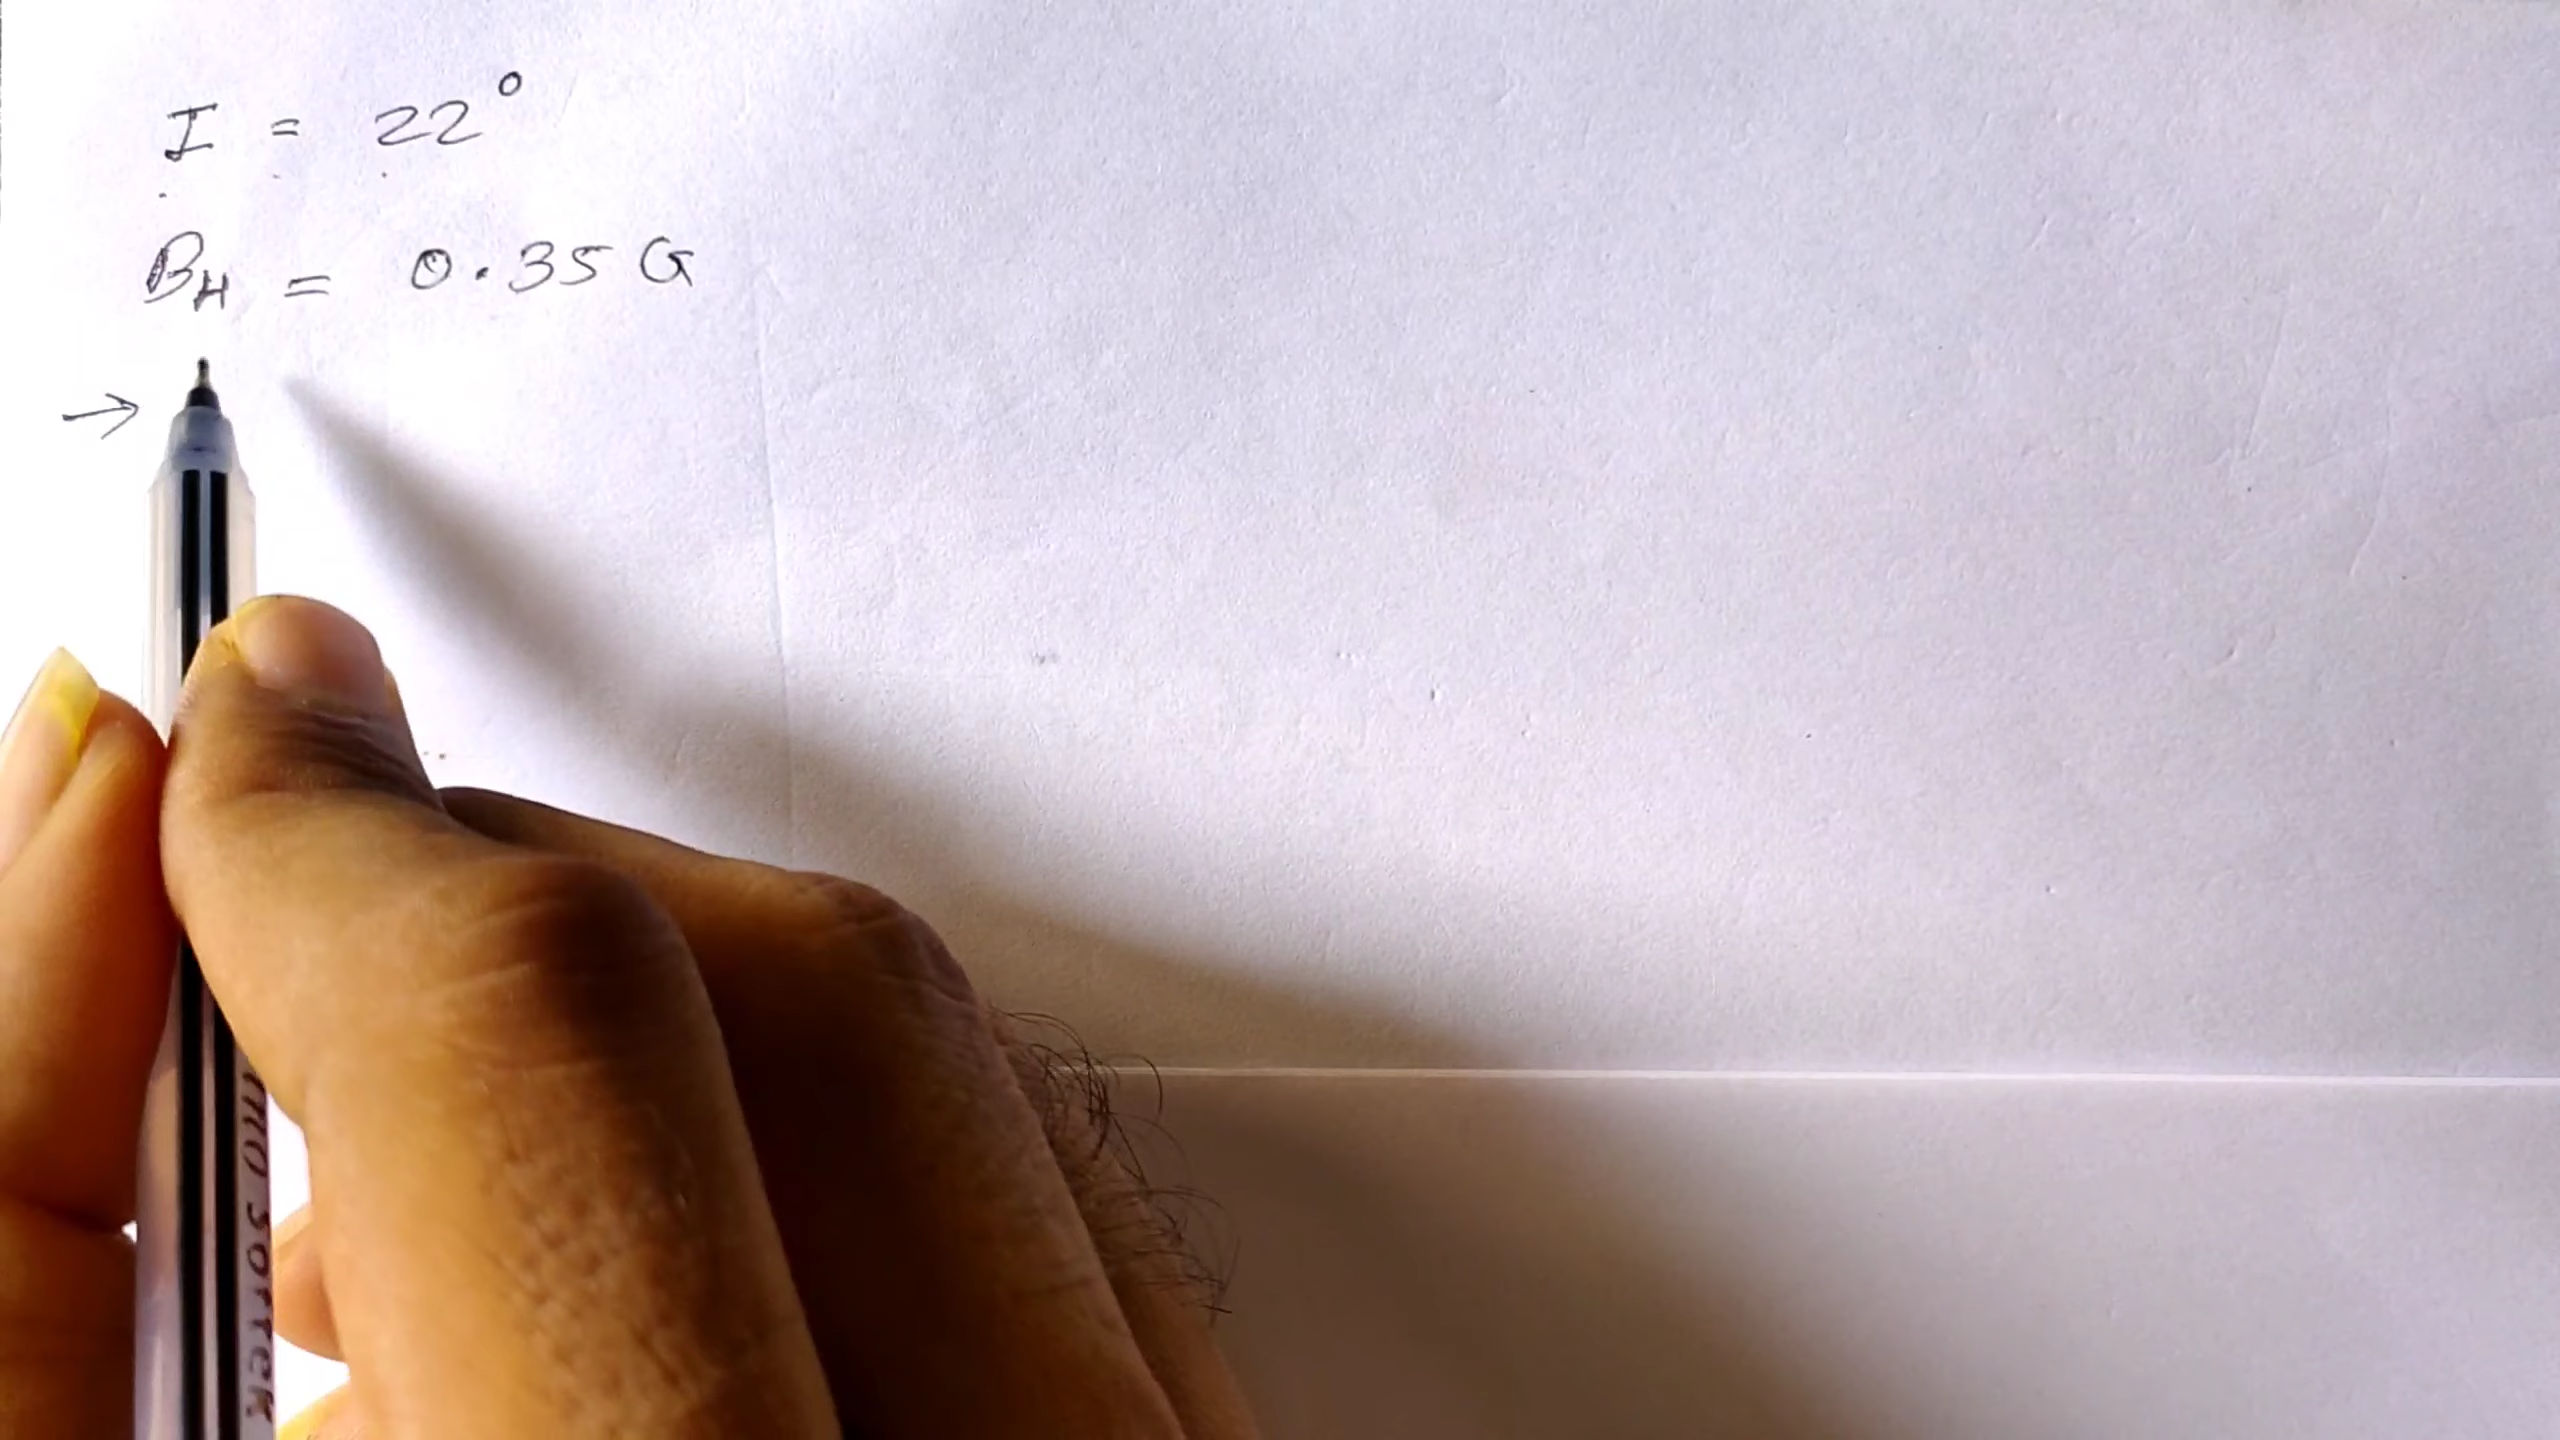 I = 22°
B_H = 0.35 G
→